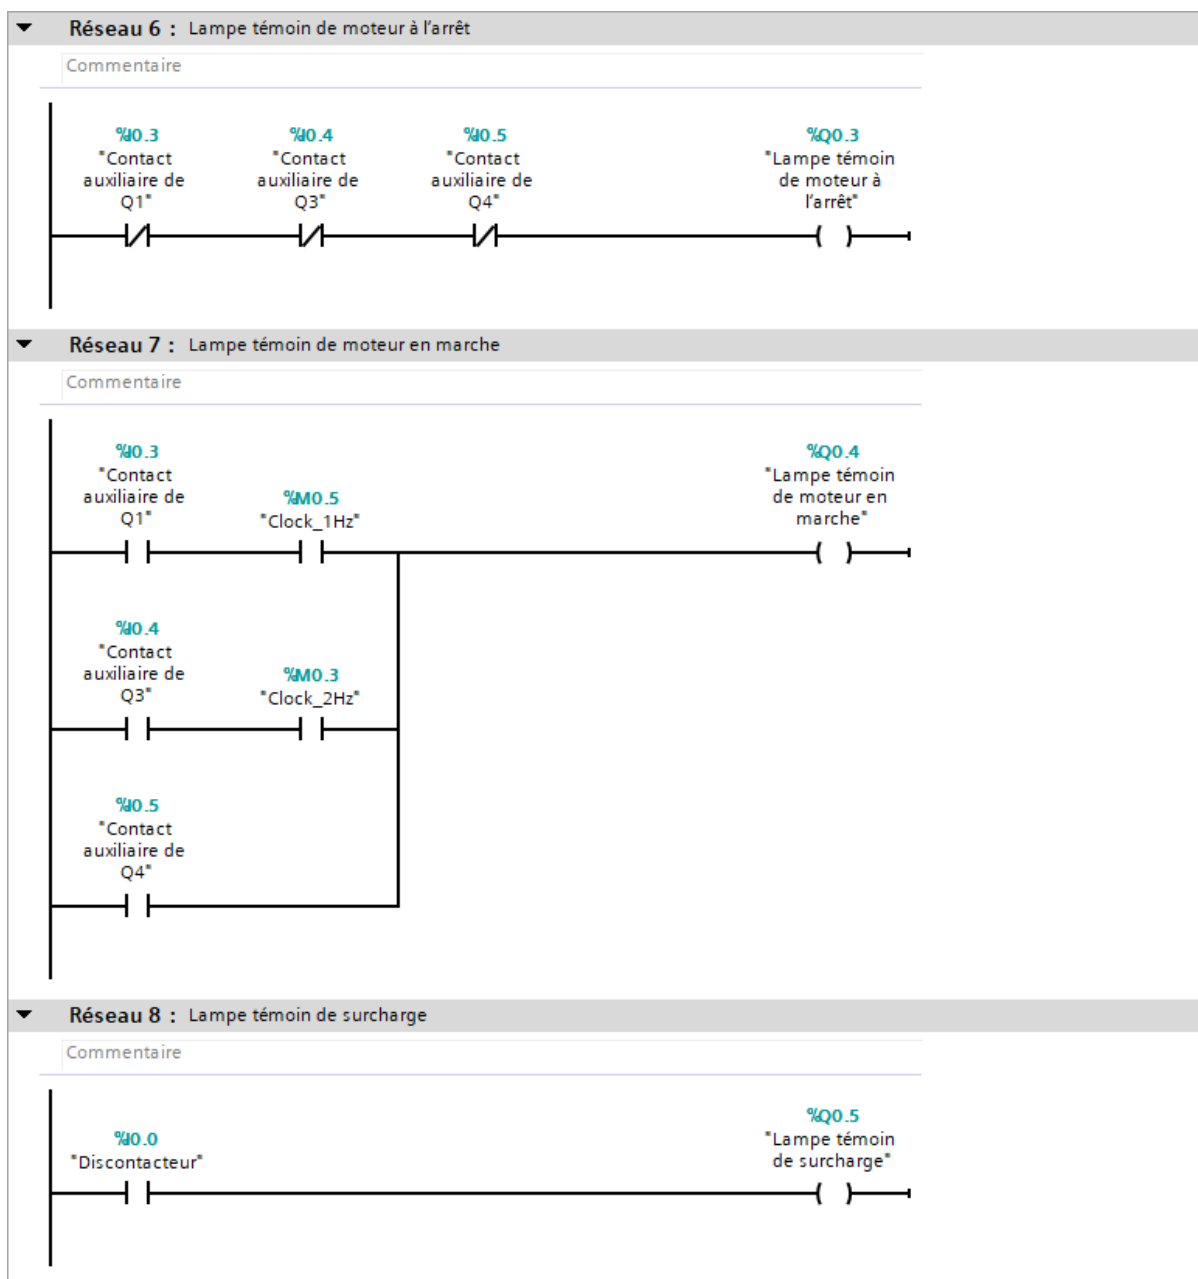 Réseau 6 : Lampe témoin de moteur à l'arrêt
Commentaire
%I0.3 %I0.4 %I0.5 %Q0.3
"Contact "Contact "Contact "Lampe témoin
auxiliaire de auxiliaire de auxiliaire de de moteur à
Q1" Q3" Q4" l'arrêt"
Réseau 7 : Lampe témoin de moteur en marche
Commentaire
%I0.3 %Q0.4
"Contact "Lampe témoin
auxiliaire de %M0.5 de moteur en
Q1" "Clock_1Hz" marche"
%I0.4
"Contact
auxiliaire de %M0.3
Q3" "Clock_2Hz"
%I0.5
"Contact
auxiliaire de
Q4"
Réseau 8 : Lampe témoin de surcharge
Commentaire
%Q0.5
%I0.0 "Lampe témoin
"Discontacteur" de surcharge"